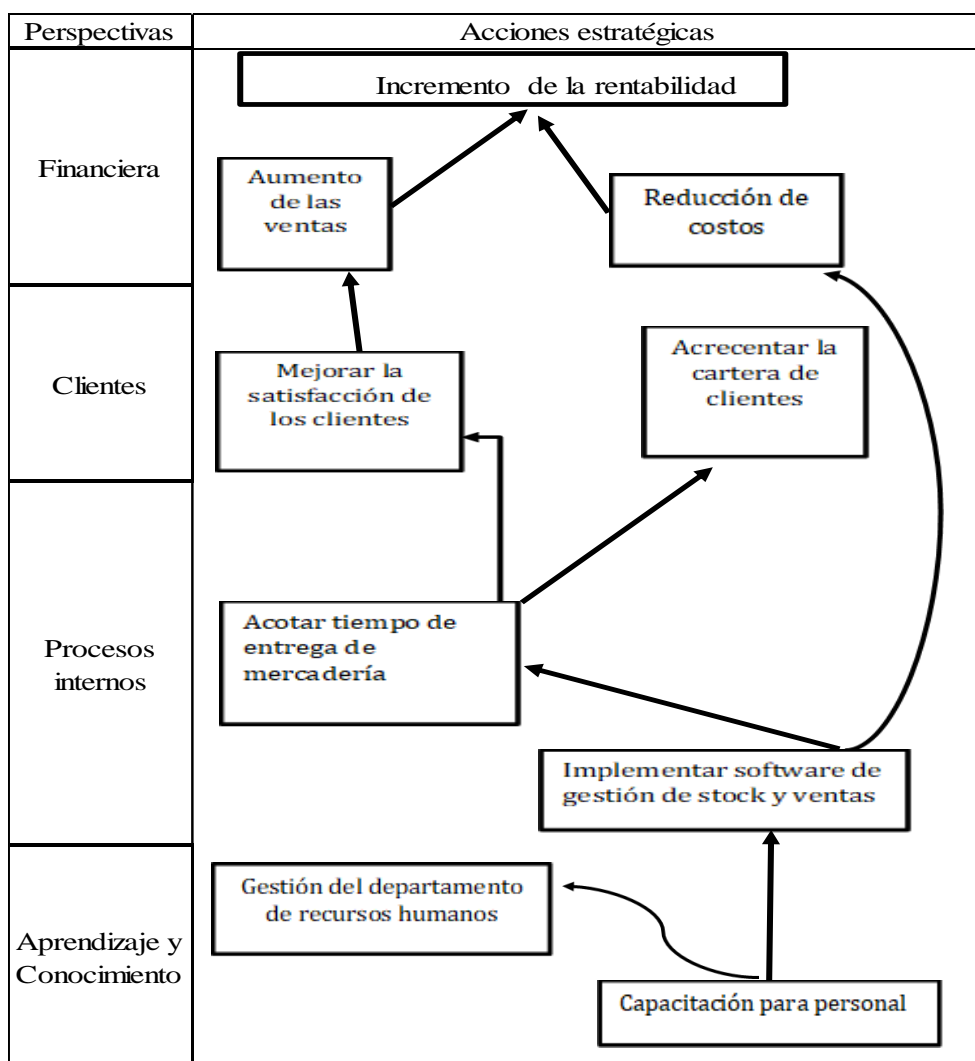 Perspectivas
Acciones estratégicas
Incremento de la rentabilidad
Financiera
Aumento
de las
ventas
Reducción de
costos
Clientes
Mejorar la
satisfacción de
los clientes
Acrecentar la
cartera de
clientes
Procesos
internos
Acotar tiempo de
entrega de
mercadería
Implementar software de
gestión de stock y ventas
Aprendizaje y
Conocimiento
Gestión del departamento
de recursos humanos
Capacitación para personal